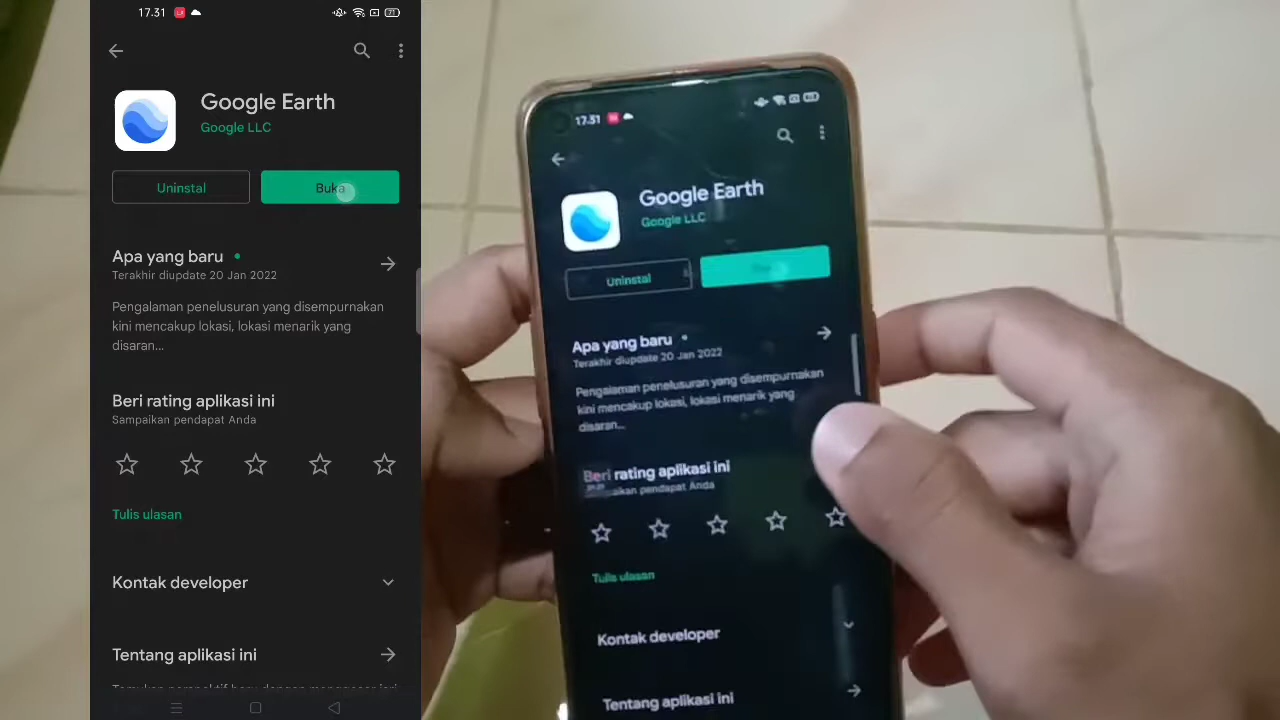 17.31
Google Earth
Google LLC
Uninstal
Buka
Apa yang baru
Terakhir diupdate 20 Jan 2022
Pengalaman penelusuran yang disempurnakan
kini mencakup lokasi, lokasi menarik yang
disaran...
Beri rating aplikasi ini
Sampaikan pendapat Anda
Tulis ulasan
Kontak developer
Tentang aplikasi ini
17.31
Google Earth
Google LLC
Uninstal
Apa yang baru
Terakhir diupdate 20 Jan 2022
Pengalaman penelusuran yang disempurnakan
kini mencakup lokasi, lokasi menarik yang
disaran...
Beri rating aplikasi ini
pendapat Anda
Tulis ulasan
Kontak developer
Tentang aplikasi ini